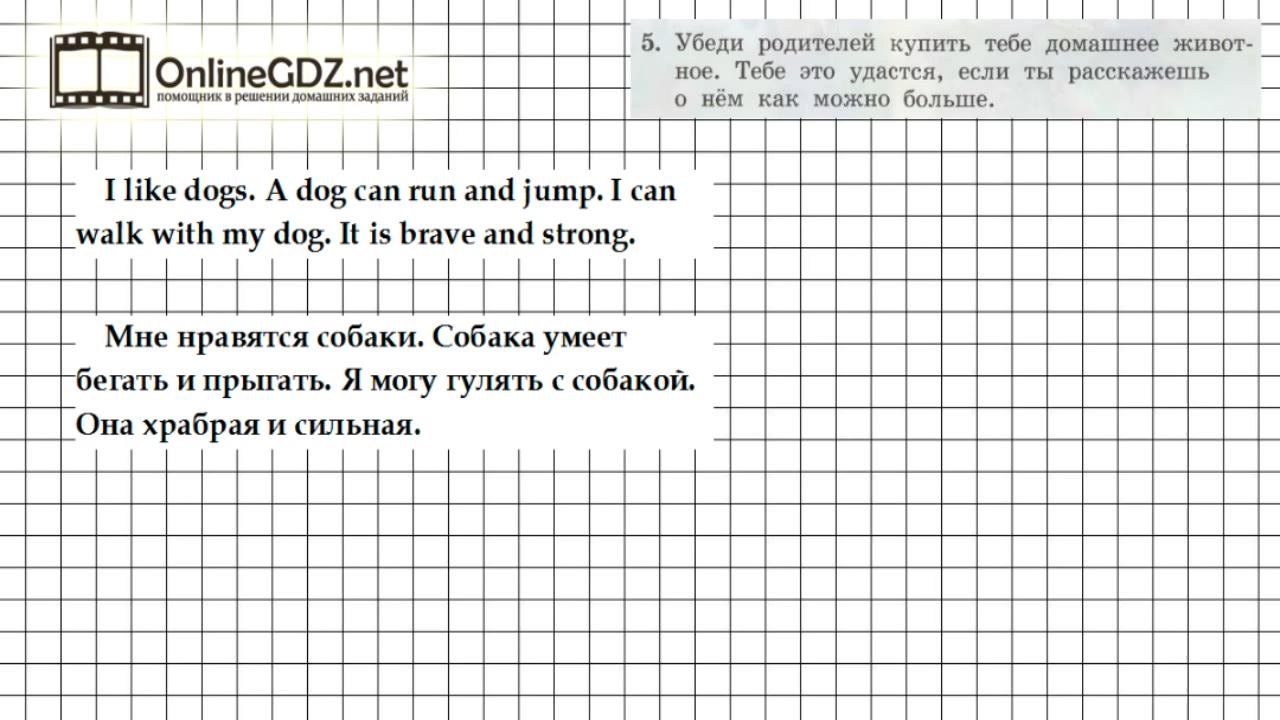 OnlineGDZ.net
помощник в решении домашних заданий
5. Убеди родителей купить тебе домашнее живот-
ное. Тебе это удастся, если ты расскажешь
о нём как можно больше.
I like dogs. A dog can run and jump. I can
walk with my dog. It is brave and strong.
Мне нравятся собаки. Собака умеет
бегать и прыгать. Я могу гулять с собакой.
Она храбрая и сильная.